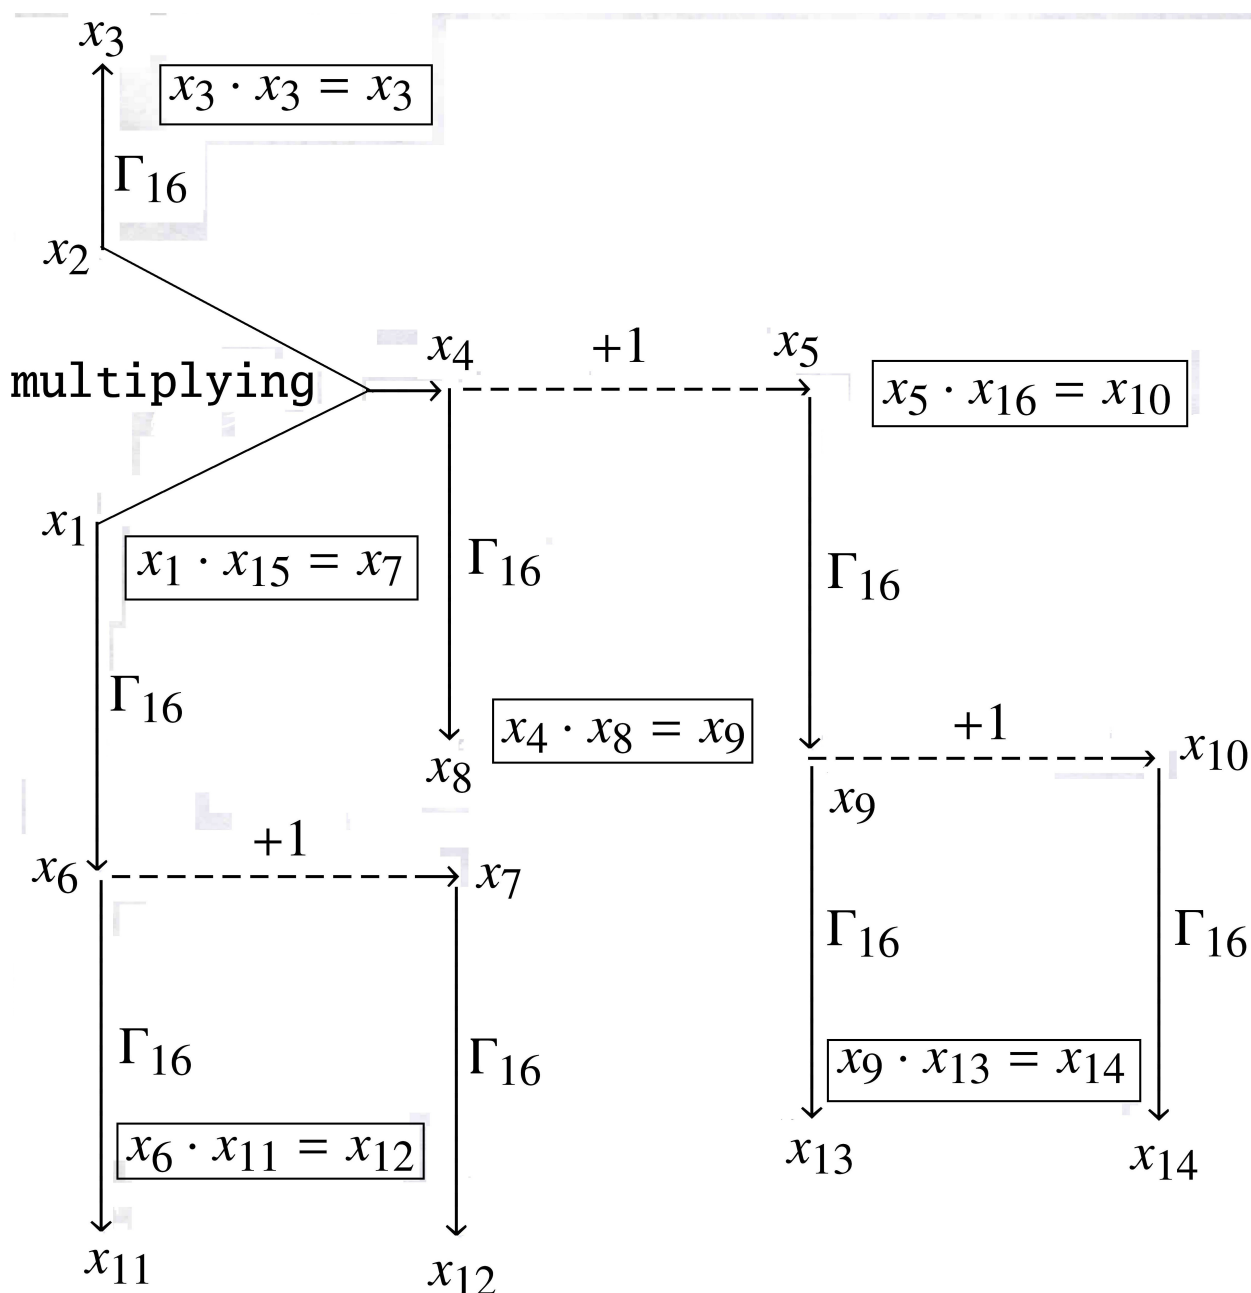 x₃
x₃ · x₃ = x₃
Γ₁₆
x₂
x₄
+1
x₅
multiplying
x₅ · x₁₆ = x₁₀
x₁
x₁ · x₁₅ = x₇
Γ₁₆
Γ₁₆
Γ₁₆
x₄ · x₈ = x₉
+1
x₁₀
x₈
x₉
+1
x₆
x₇
Γ₁₆
Γ₁₆
Γ₁₆
Γ₁₆
x₉ · x₁₃ = x₁₄
x₆ · x₁₁ = x₁₂
x₁₃
x₁₄
x₁₁
x₁₂